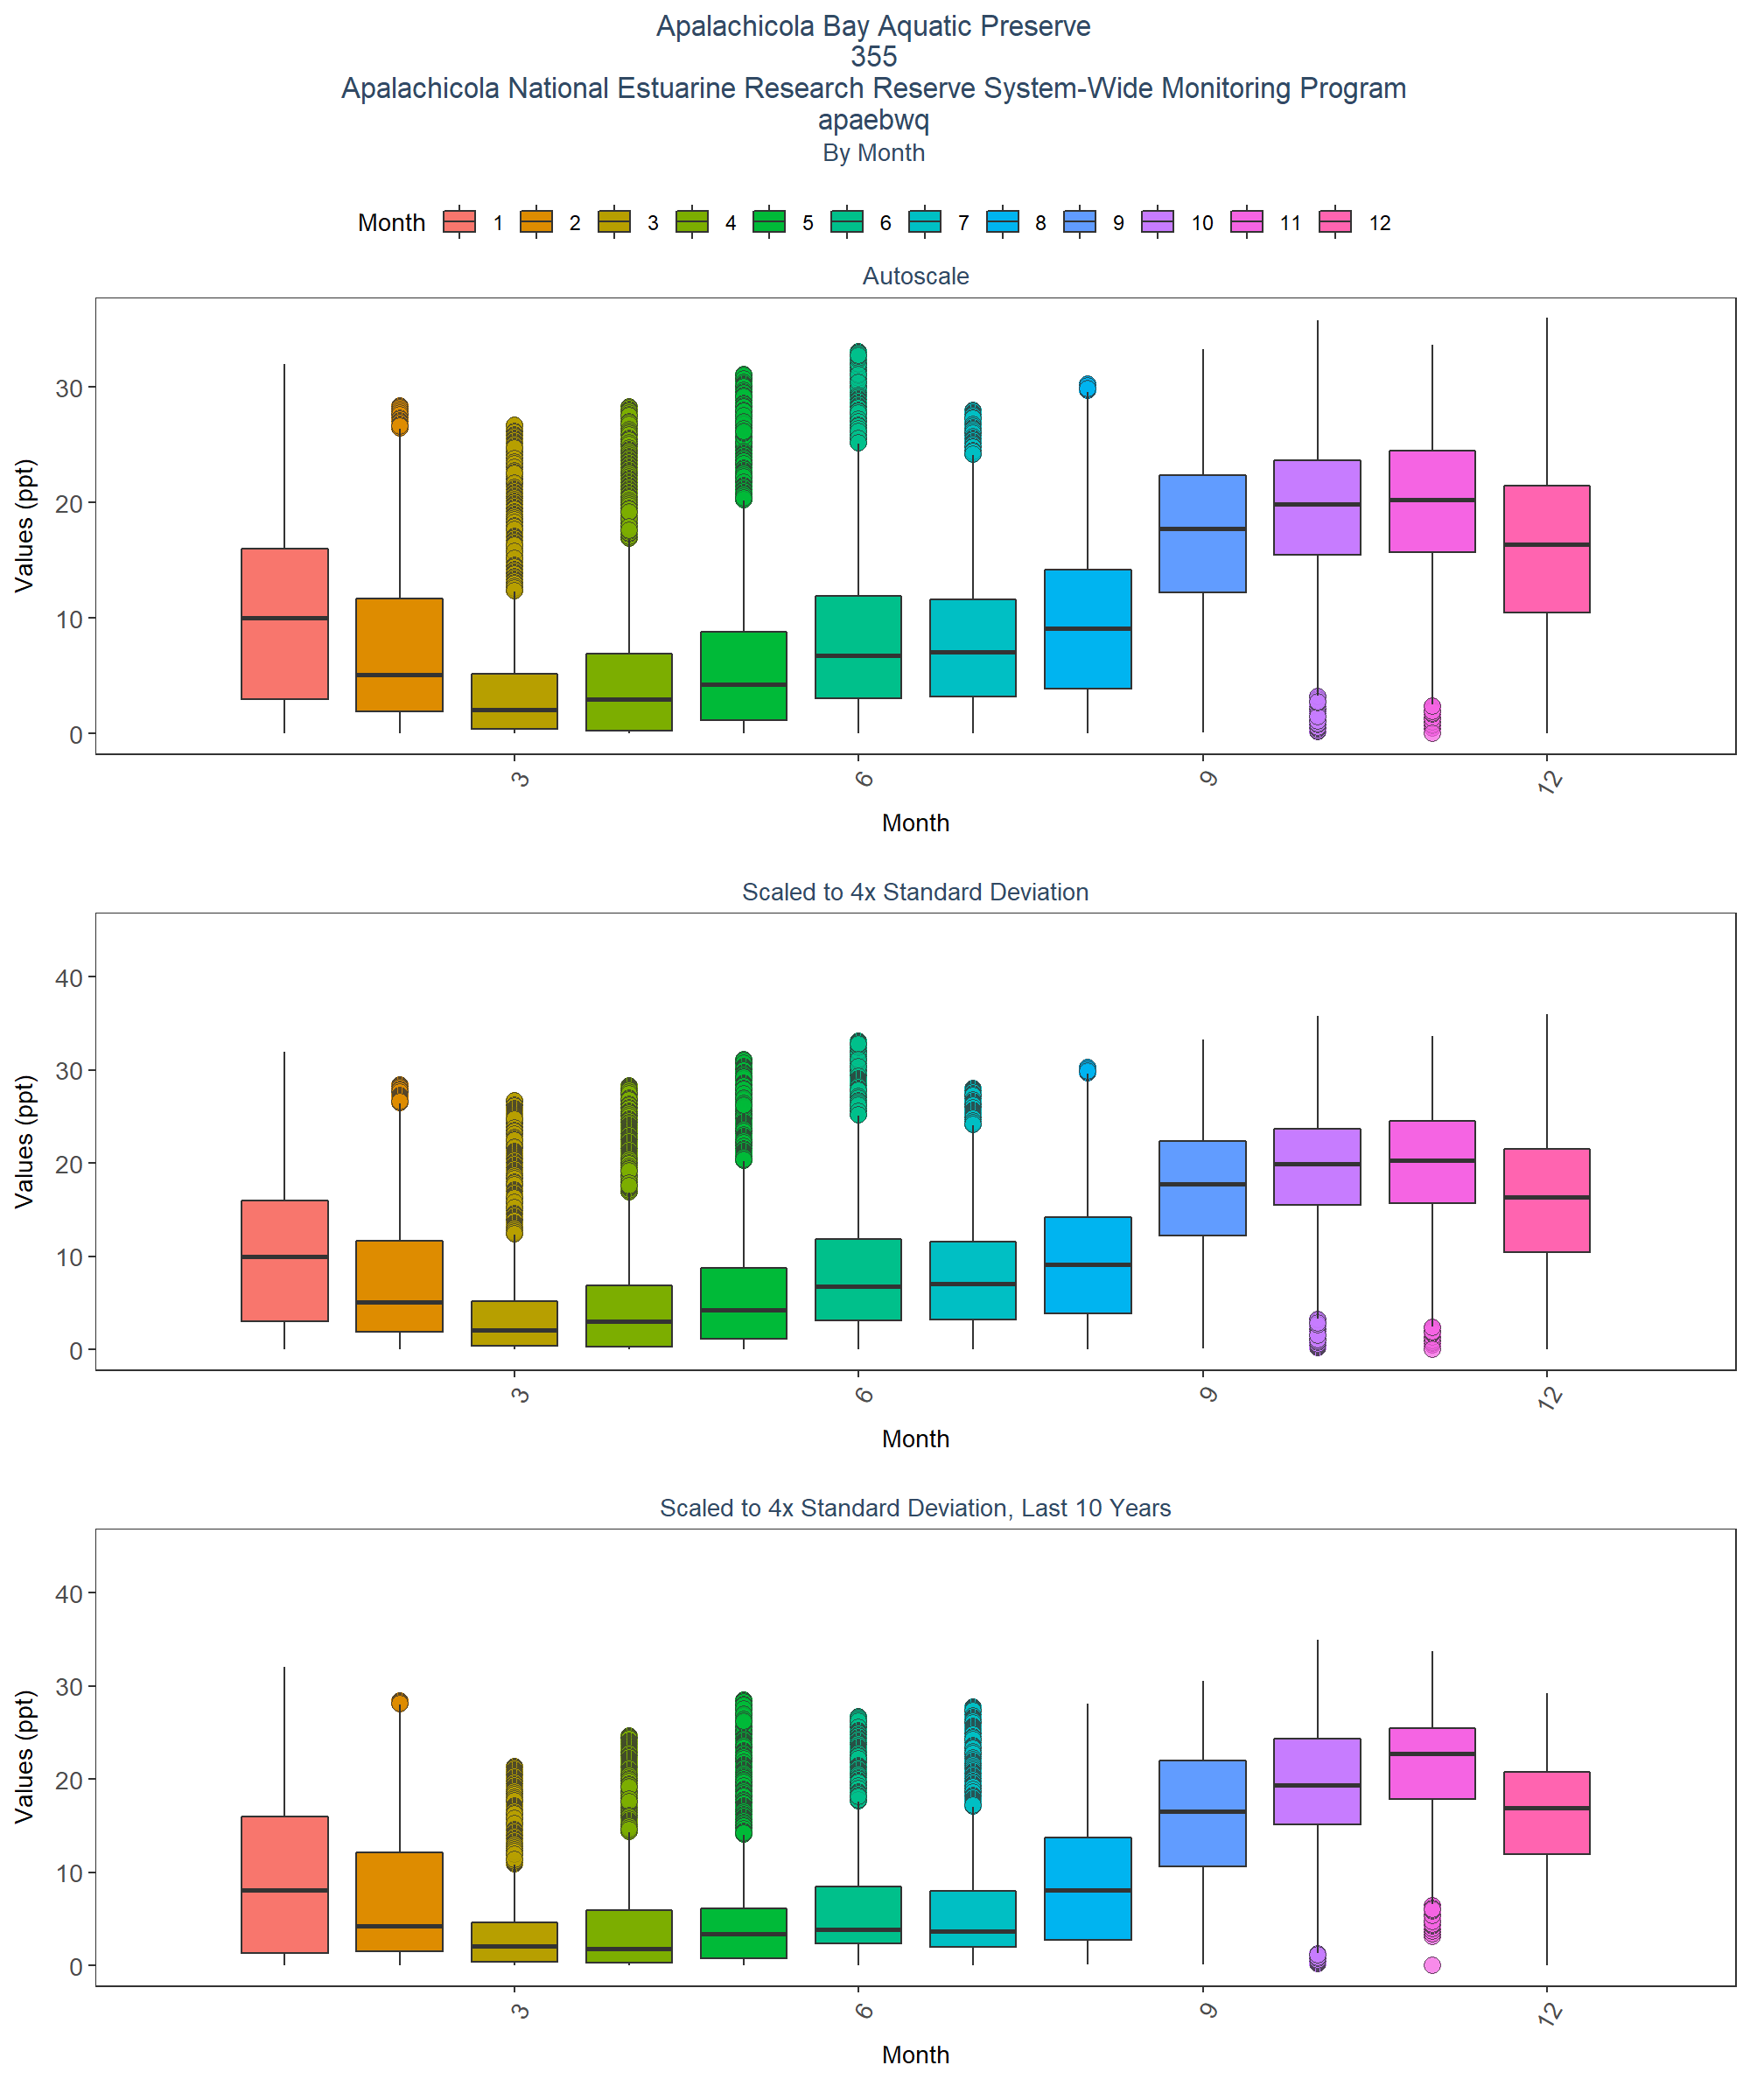 Apalachicola Bay Aquatic Preserve
355
Apalachicola National Estuarine Research Reserve System-Wide Monitoring Program
apaebwq
By Month
Month 1 2 3 4 5 6 7 8 9 10 11 12
Autoscale
Values (ppt)
30
20
10
0
3 6 9 12
Month
Scaled to 4x Standard Deviation
Values (ppt)
40
30
20
10
0
3 6 9 12
Month
Scaled to 4x Standard Deviation, Last 10 Years
Values (ppt)
40
30
20
10
0
3 6 9 12
Month